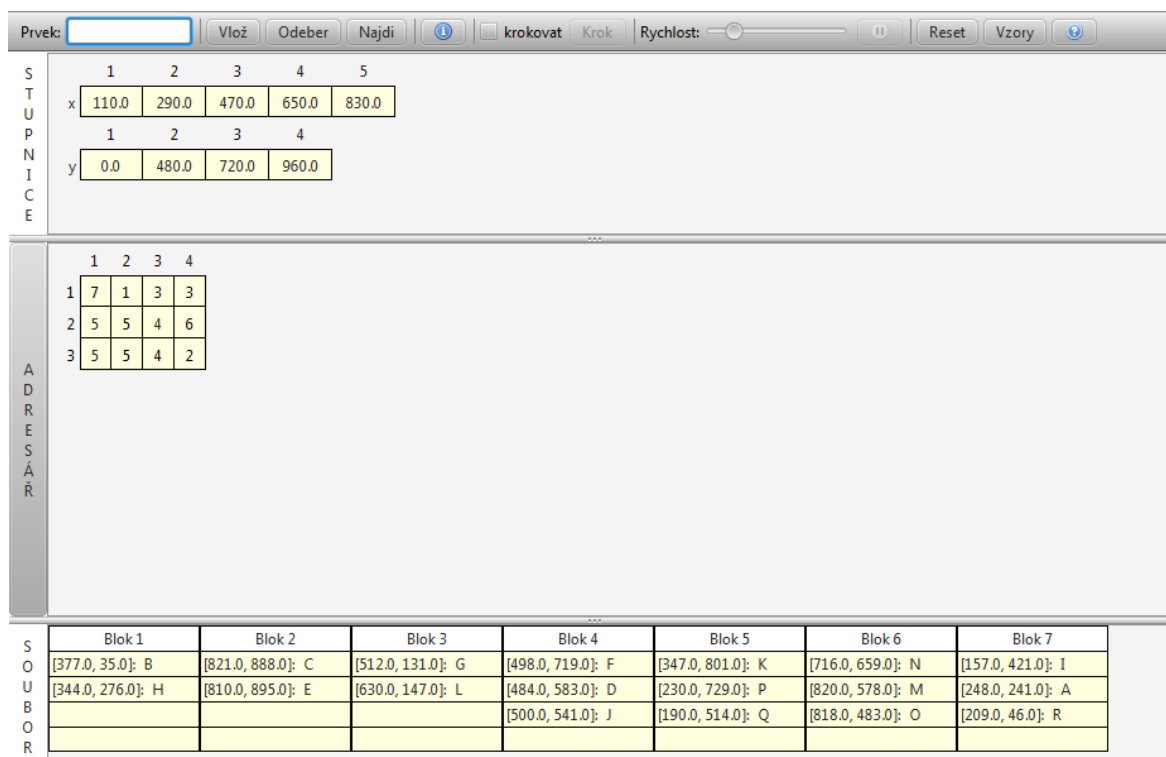 Prvek: Vlož Odeber Najdi krokovat Krok Rychlost: Reset Vzory
STUPNICE
1 2 3 4 5
x 110.0 290.0 470.0 650.0 830.0
1 2 3 4
y 0.0 480.0 720.0 960.0
ADRESÁŘ
1 2 3 4
1 7 1 3 3
2 5 5 4 6
3 5 5 4 2
SOUBOR
Blok 1 Blok 2 Blok 3 Blok 4 Blok 5 Blok 6 Blok 7
[377.0, 35.0]: B [821.0, 888.0]: C [512.0, 131.0]: G [498.0, 719.0]: F [347.0, 801.0]: K [716.0, 659.0]: N [157.0, 421.0]: I
[344.0, 276.0]: H [810.0, 895.0]: E [630.0, 147.0]: L [484.0, 583.0]: D [230.0, 729.0]: P [820.0, 578.0]: M [248.0, 241.0]: A
[500.0, 541.0]: J [190.0, 514.0]: Q [818.0, 483.0]: O [209.0, 46.0]: R